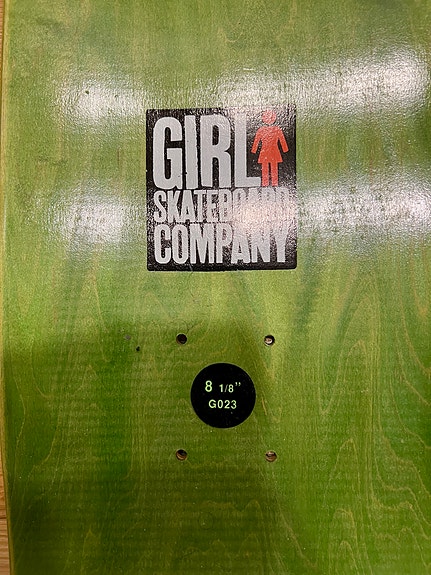 GIRL
SKATEBOARD
COMPANY
8 1/8”
G023